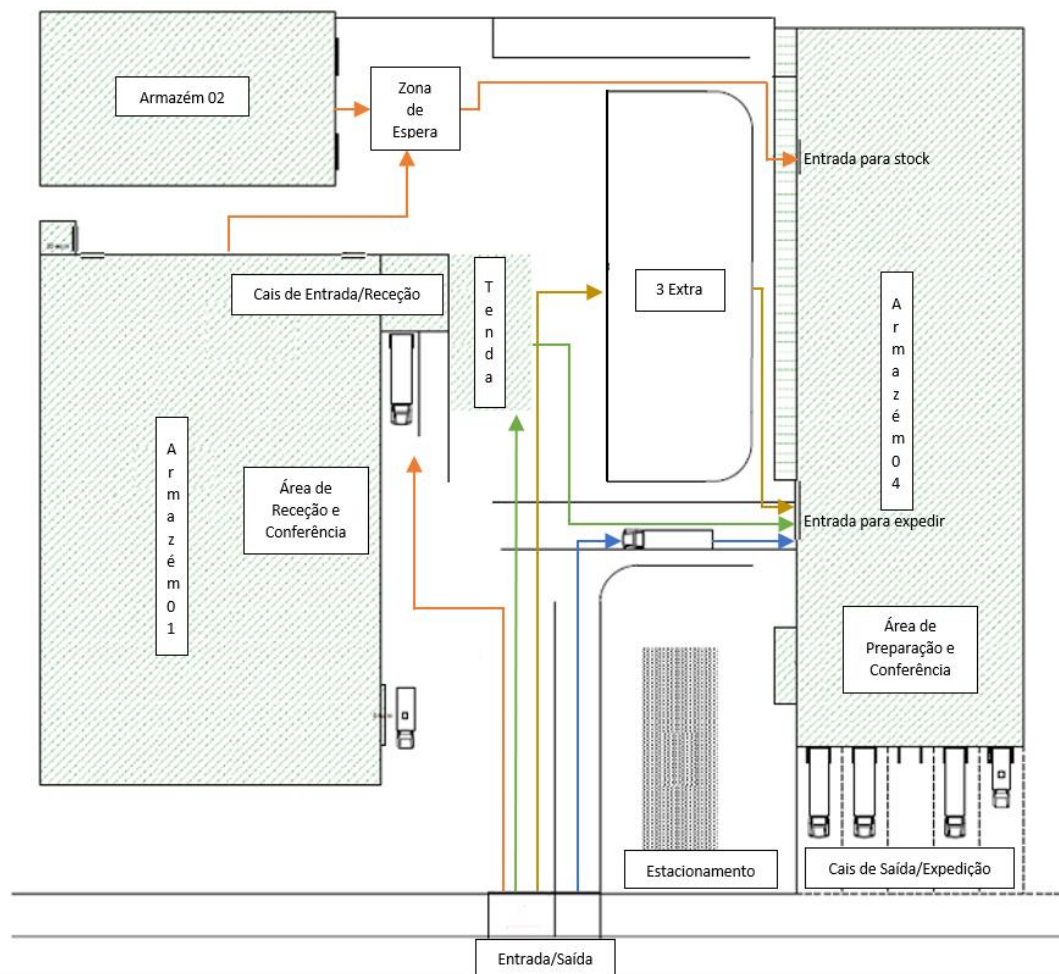 Armazém 02
Zona
de
Espera
Entrada para stock
Cais de Entrada/Receção
T
e
n
d
a
3 Extra
A
r
m
a
z
é
m
0
4
A
r
m
a
z
é
m
0
1
Área de
Receção e
Conferência
Entrada para expedir
Área de
Preparação e
Conferência
Estacionamento
Cais de Saída/Expedição
Entrada/Saída